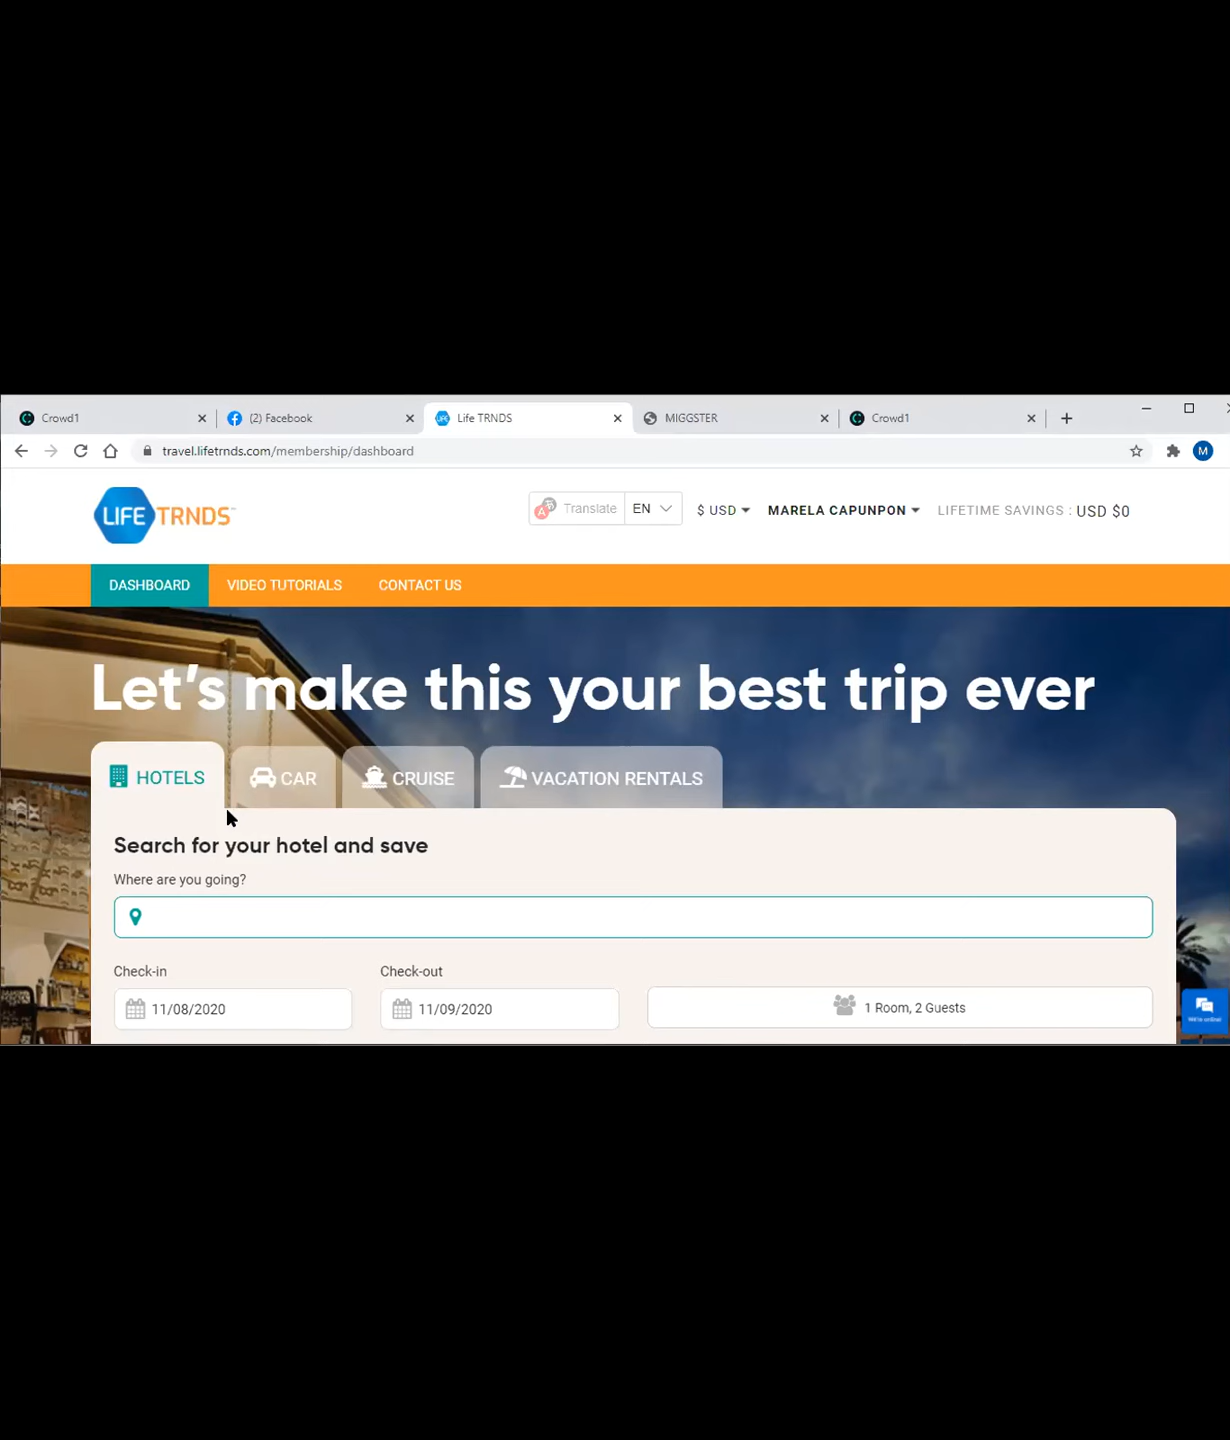 Crowd1
(2) Facebook
Life TRNDS
MIGGSTER
Crowd1
travel.lifetrnds.com/membership/dashboard
M
LIFE TRNDS
Translate
EN
$ USD
MARELA CAPUNPON
LIFETIME SAVINGS : USD $0
DASHBOARD
VIDEO TUTORIALS
CONTACT US
Let's make this your best trip ever
HOTELS
CAR
CRUISE
VACATION RENTALS
Search for your hotel and save
Where are you going?
Check-in
Check-out
11/08/2020
11/09/2020
1 Room, 2 Guests
We're online!